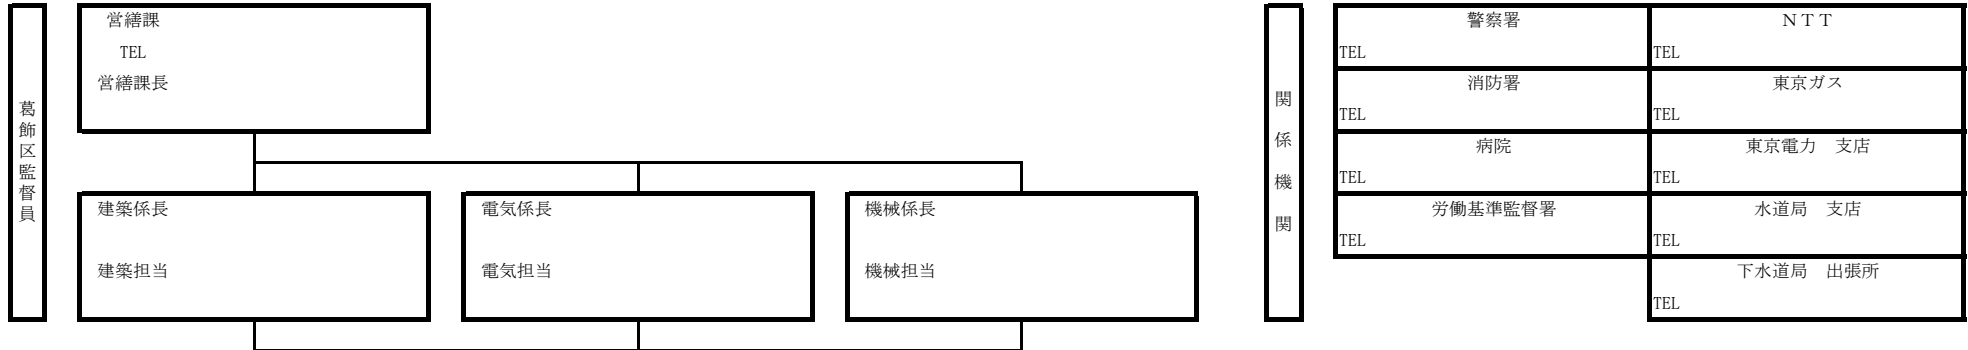 葛飾区監督員
営繕課
TEL
営繕課長
建築係長
建築担当
電気係長
電気担当
機械係長
機械担当
関係機関
警察署
TEL
NTT
TEL
消防署
TEL
東京ガス
TEL
病院
TEL
東京電力　支店
TEL
労働基準監督署
TEL
水道局　支店
TEL
下水道局　出張所
TEL